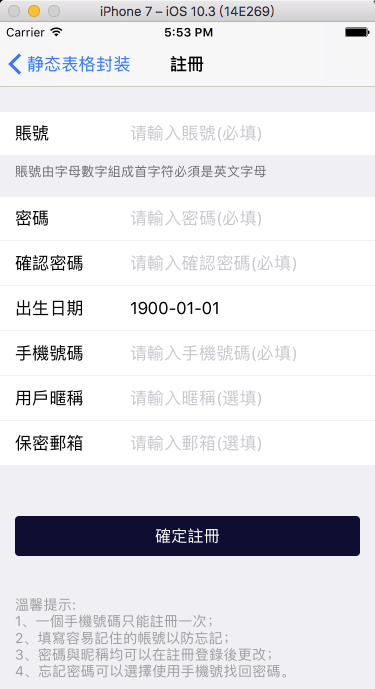 iPhone 7 – iOS 10.3 (14E269)
Carrier 5:53 PM
静态表格封装 註冊
賬號 请輸入賬號(必填)
賬號由字母數字組成首字符必須是英文字母
密碼 请輸入密碼(必填)
確認密碼 请輸入確認密碼(必填)
出生日期 1900-01-01
手機號碼 请輸入手機號碼(必填)
用戶暱稱 请輸入暱稱(選填)
保密郵箱 请輸入郵箱(選填)
確定註冊
溫馨提示:
1、一個手機號碼只能註冊一次;
2、填寫容易記住的帳號以防忘記;
3、密碼與昵稱均可以在註冊登錄後更改;
4、忘記密碼可以選擇使用手機號找回密碼。